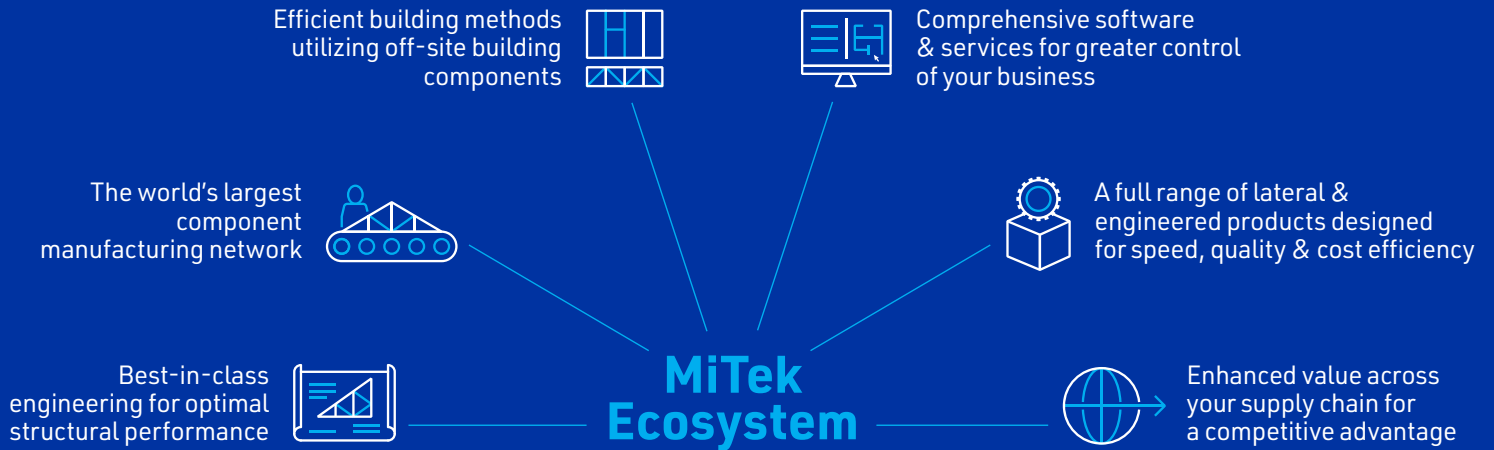 Efficient building methods
utilizing off-site building
components
Comprehensive software
& services for greater control
of your business
The world's largest
component
manufacturing network
A full range of lateral &
engineered products designed
for speed, quality & cost efficiency
Best-in-class
engineering for optimal
structural performance
MiTek
Ecosystem
Enhanced value across
your supply chain for
a competitive advantage